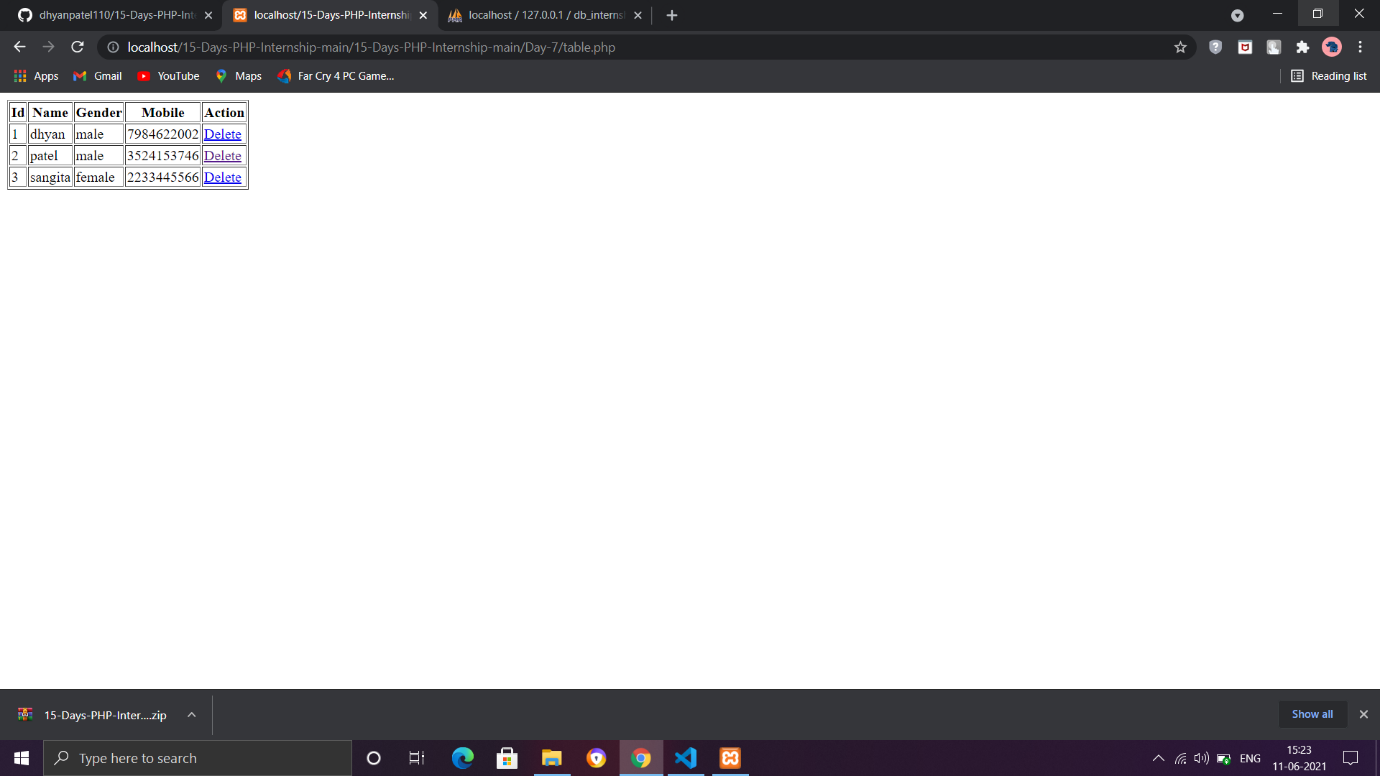 dhyanpatel110/15-Days-PHP-Int
localhost/15-Days-PHP-Internshi
localhost / 127.0.0.1 / db_interns
localhost/15-Days-PHP-Internship-main/15-Days-PHP-Internship-main/Day-7/table.php
Apps Gmail YouTube Maps Far Cry 4 PC Game... Reading list
Id Name Gender Mobile Action
1 dhyan male 7984622002 Delete
2 patel male 3524153746 Delete
3 sangita female 2233445566 Delete
15-Days-PHP-Inter....zip Show all
Type here to search ENG 15:23
11-06-2021